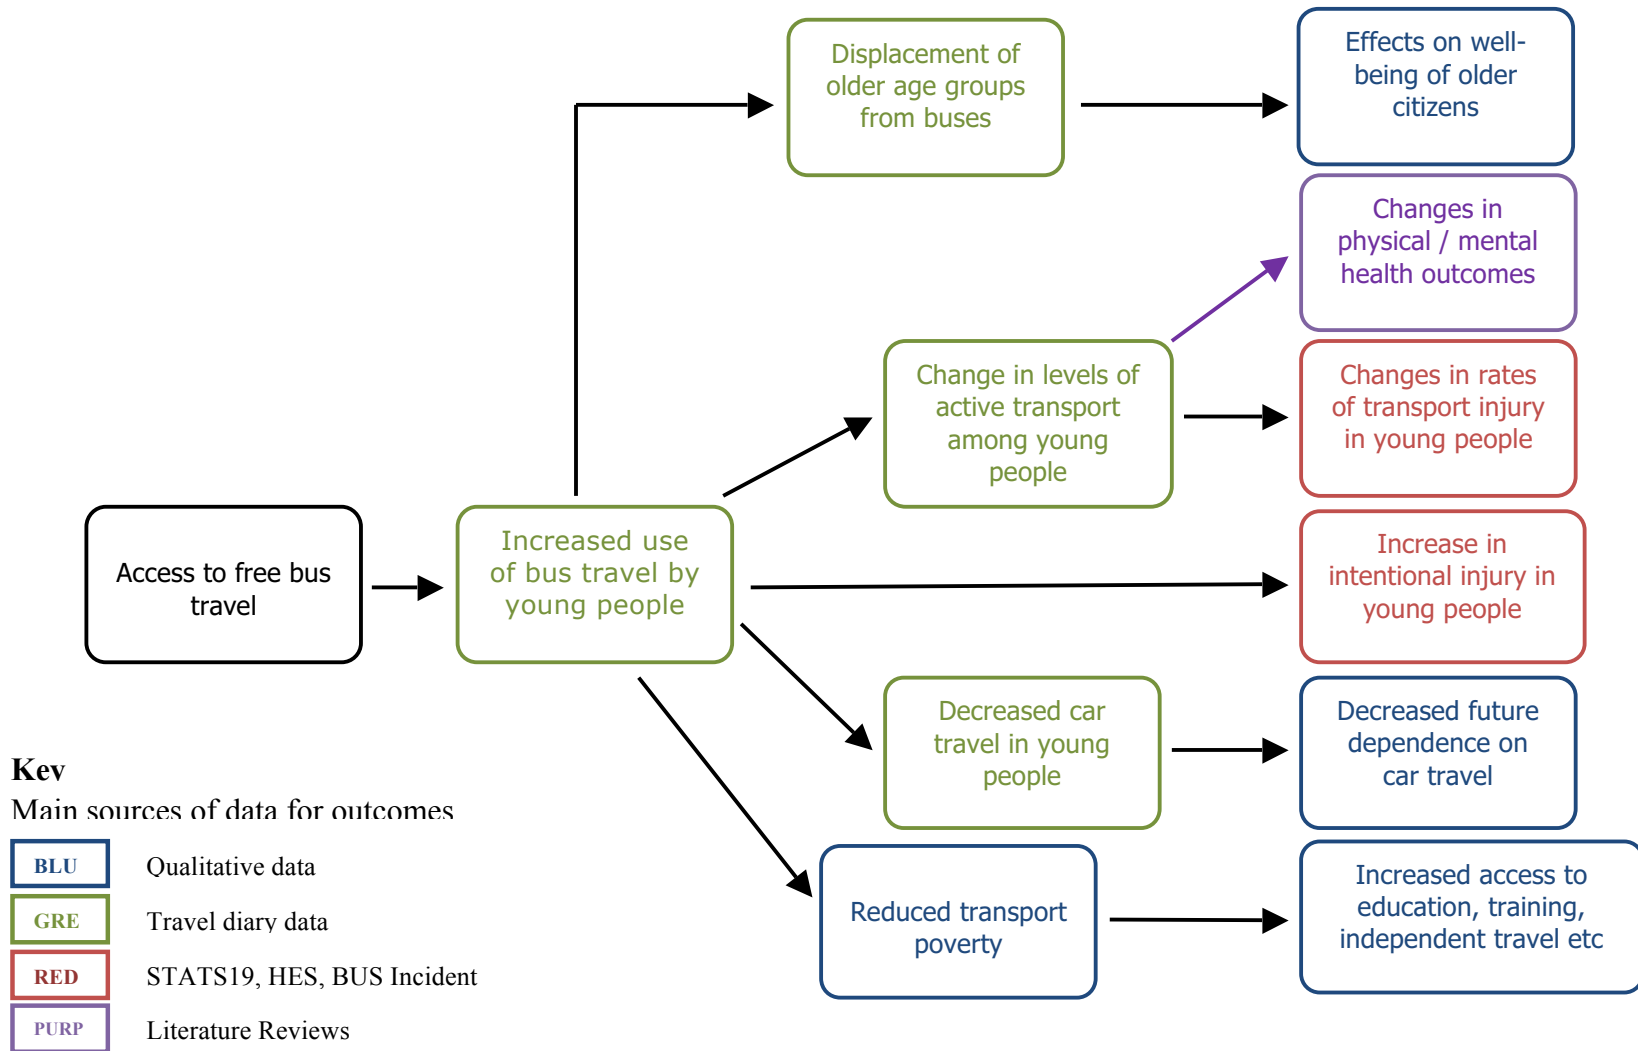 Displacement of
older age groups
from buses
Effects on well-
being of older
citizens
Changes in
physical / mental
health outcomes
Change in levels of
active transport
among young
people
Changes in rates
of transport injury
in young people
Access to free bus
travel
Increased use
of bus travel by
young people
Increase in
intentional injury in
young people
Decreased car
travel in young
people
Decreased future
dependence on
car travel
Reduced transport
poverty
Increased access to
education, training,
independent travel etc
Key
Main sources of data for outcomes
BLU Qualitative data
GRE Travel diary data
RED STATS19, HES, BUS Incident
PURP Literature Reviews